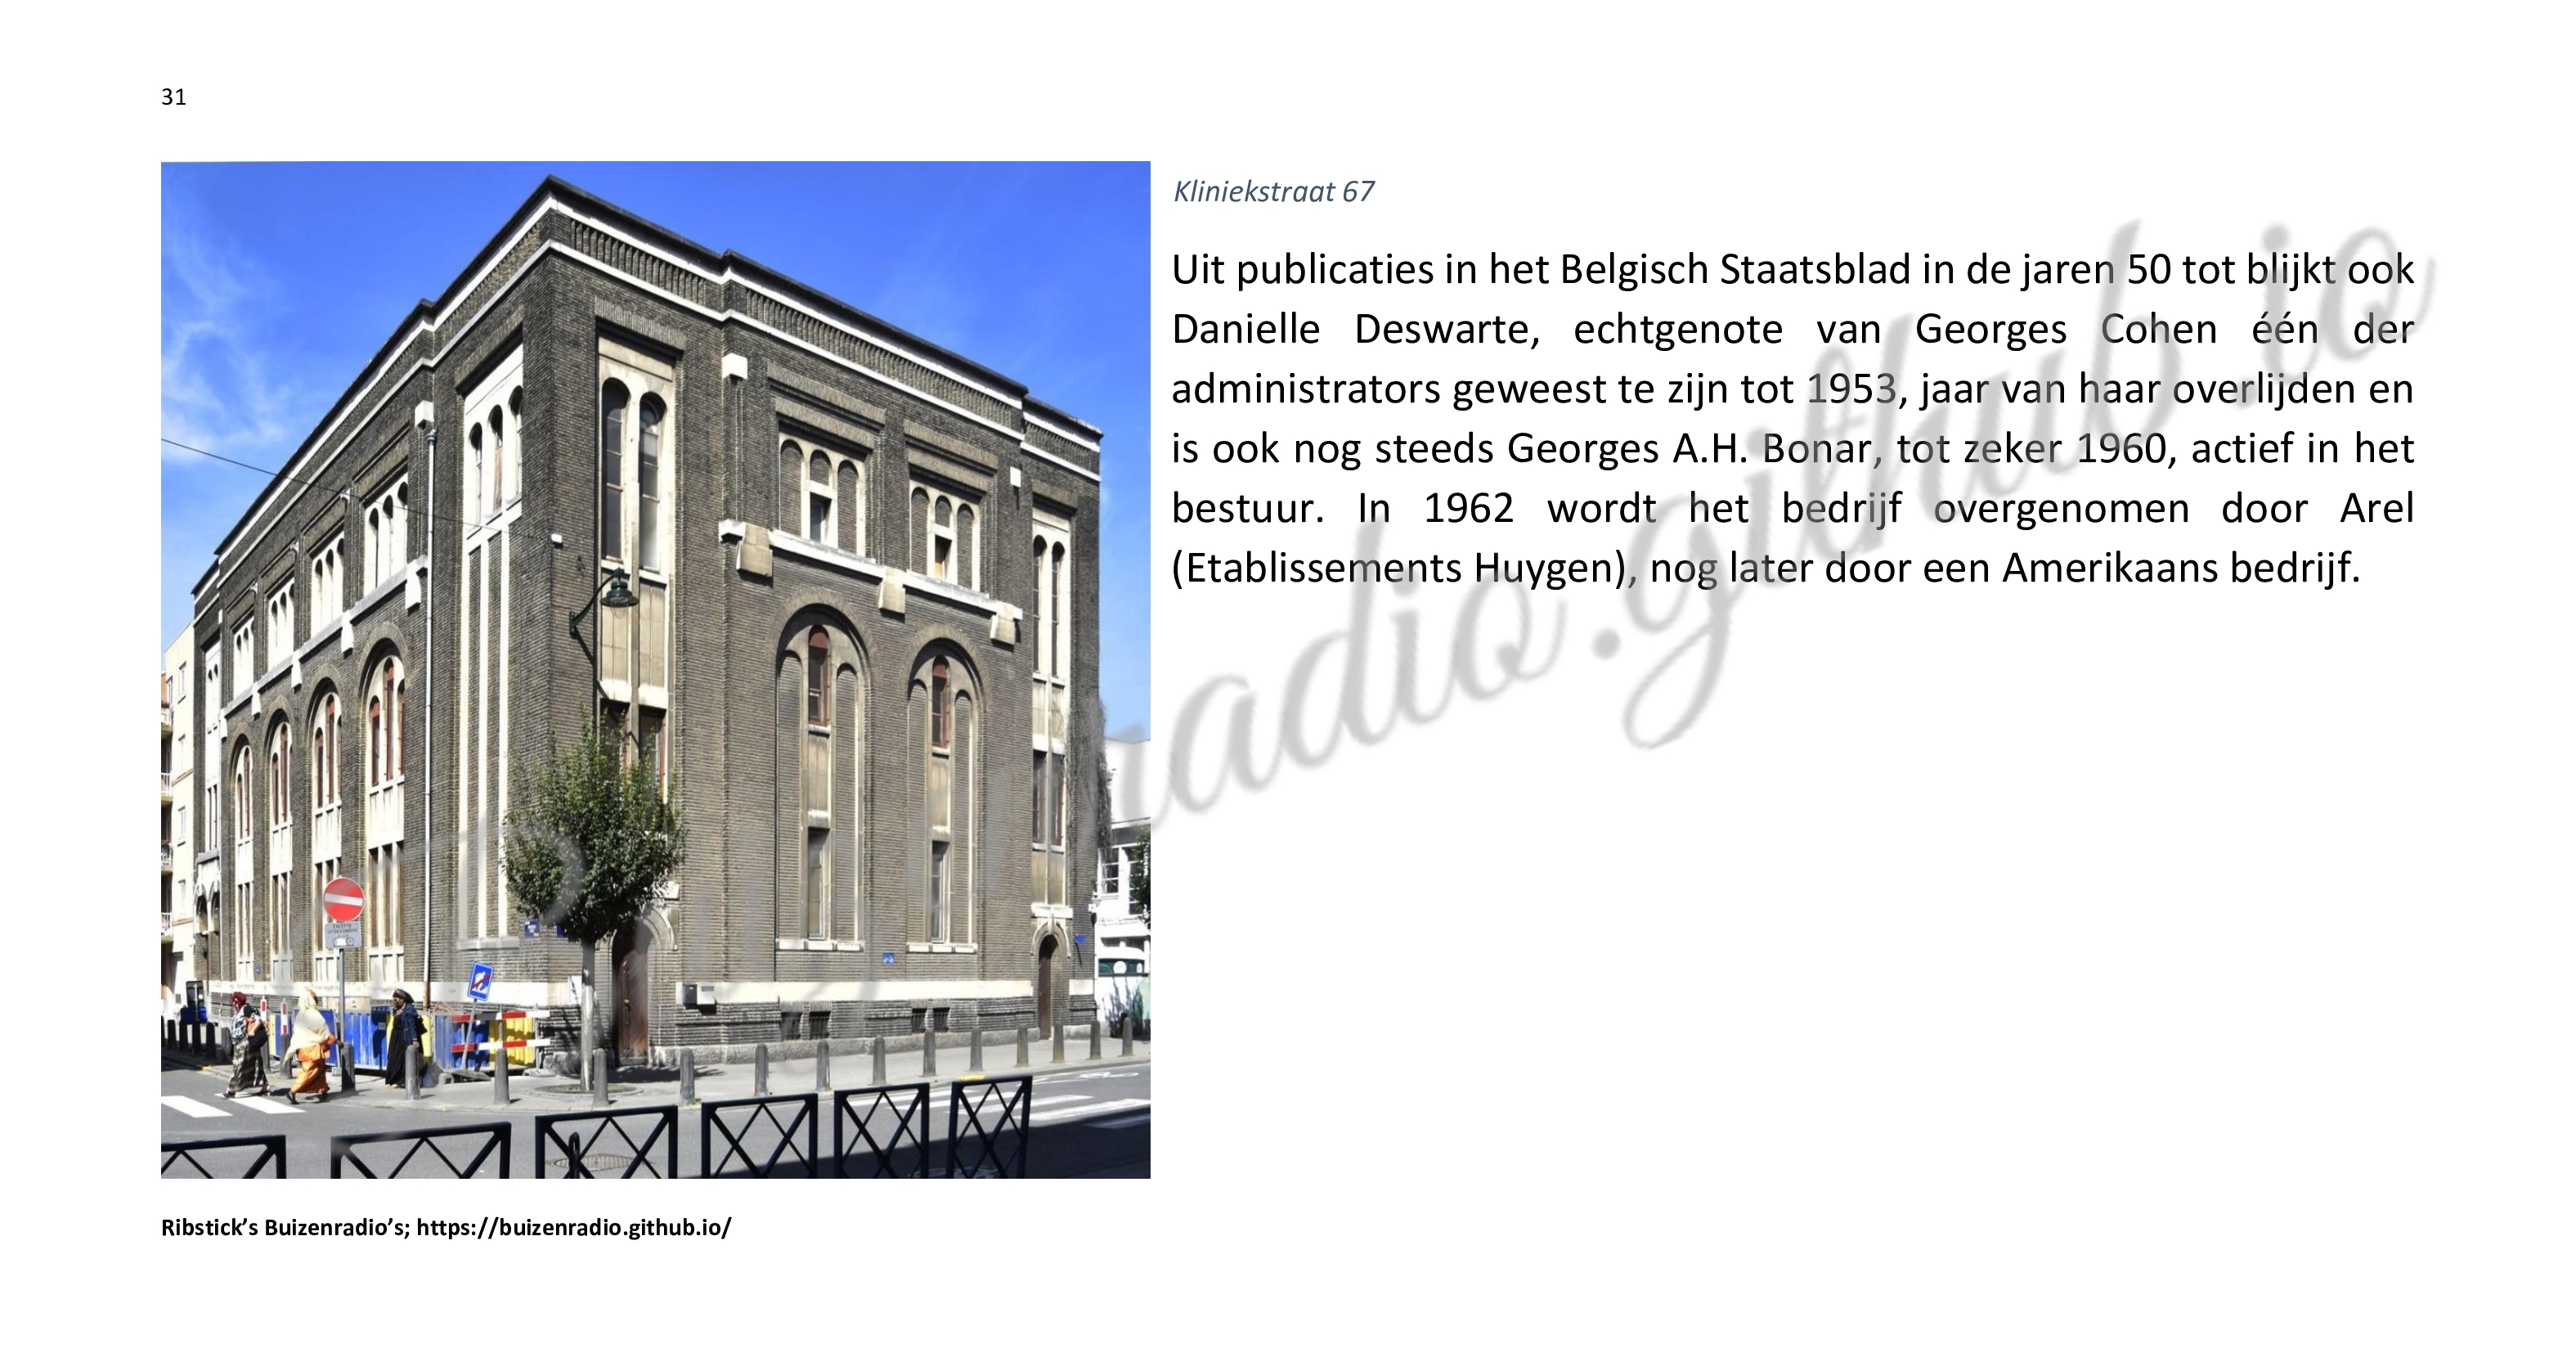 31
Kliniekstraat 67
Uit publicaties in het Belgisch Staatsblad in de jaren 50 tot blijkt ook
Danielle Deswarte, echtgenote van Georges Cohen één der
administrators geweest te zijn tot 1953, jaar van haar overlijden en
is ook nog steeds Georges A.H. Bonar, tot zeker 1960, actief in het
bestuur. In 1962 wordt het bedrijf overgenomen door Arel
(Etablissements Huygen), nog later door een Amerikaans bedrijf.
adio.github.io
Ribstick’s Buizenradio’s; https://buizenradio.github.io/